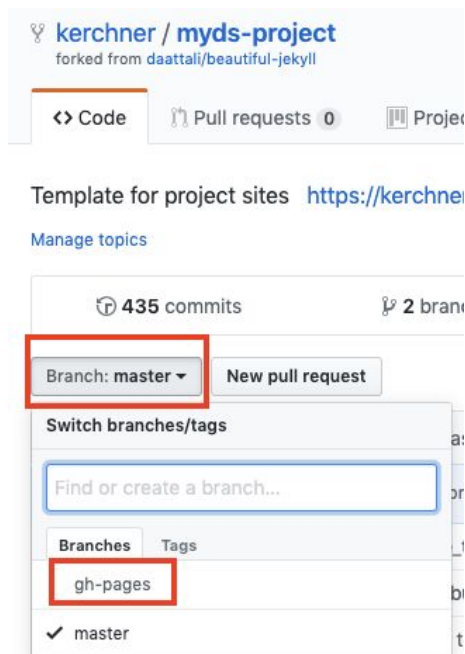 kerchner / myds-project
forked from daattali/beautiful-jekyll
Code Pull requests 0
Template for project sites
Manage topics
435 commits 2
Branch: master New pull request
Switch branches/tags
Find or create a branch...
Branches Tags
gh-pages
master